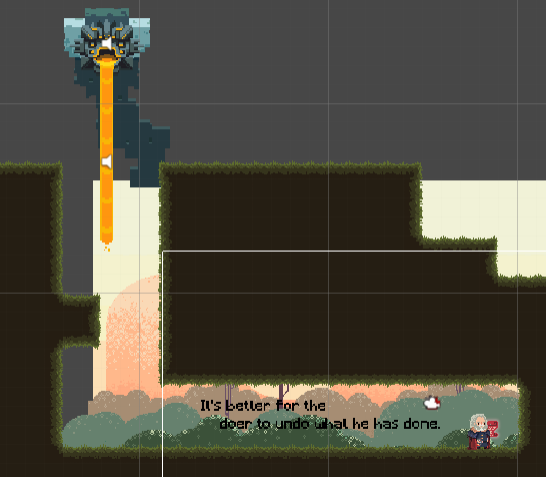 It's better for the
doer to undo what he has done.